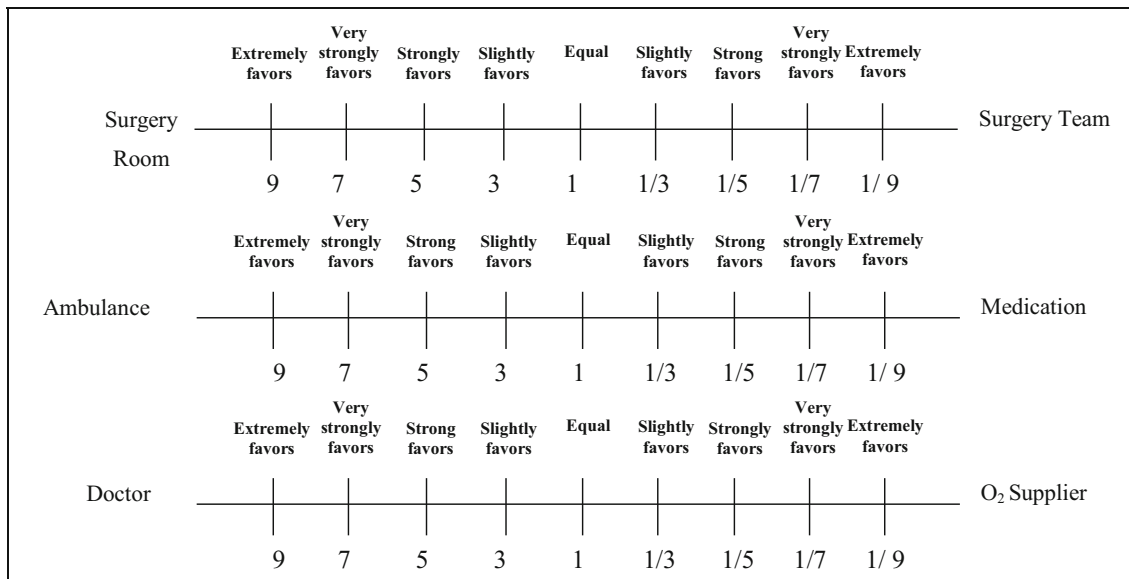 Extremely favors Very strongly favors Strongly favors Slightly favors Equal Slightly favors Strong favors Very strongly favors Extremely favors
Surgery Room Surgery Team
9 7 5 3 1 1/3 1/5 1/7 1/ 9
Extremely favors Very strongly favors Strong favors Slightly favors Equal Slightly favors Strong favors Very strongly favors Extremely favors
Ambulance Medication
9 7 5 3 1 1/3 1/5 1/7 1/ 9
Extremely favors Very strongly favors Strong favors Slightly favors Equal Slightly favors Strongly favors Very strongly favors Extremely favors
Doctor O₂ Supplier
9 7 5 3 1 1/3 1/5 1/7 1/ 9